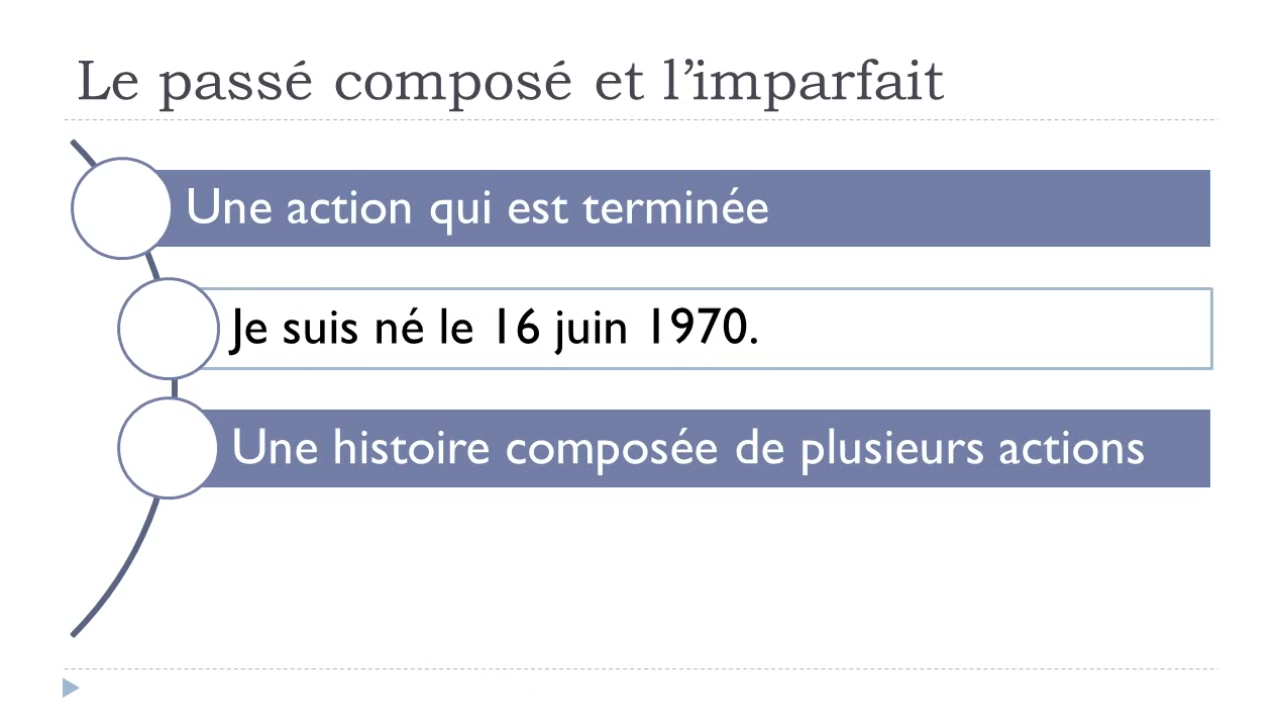 Le passé composé et l’imparfait
Une action qui est terminée
Je suis né le 16 juin 1970.
Une histoire composée de plusieurs actions